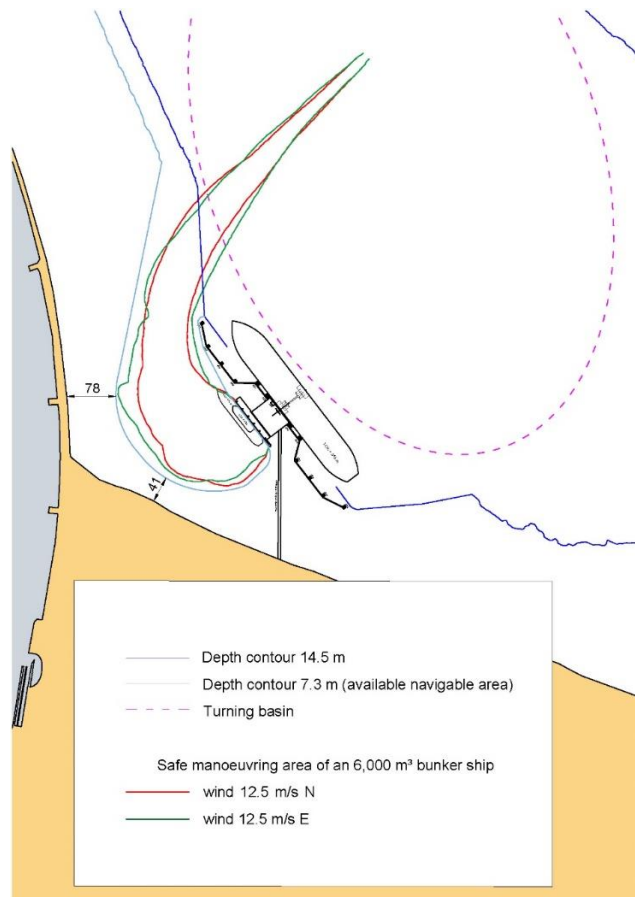 78
41
Depth contour 14.5 m
Depth contour 7.3 m (available navigable area)
Turning basin
Safe manoeuvring area of an 6,000 m³ bunker ship
wind 12.5 m/s N
wind 12.5 m/s E